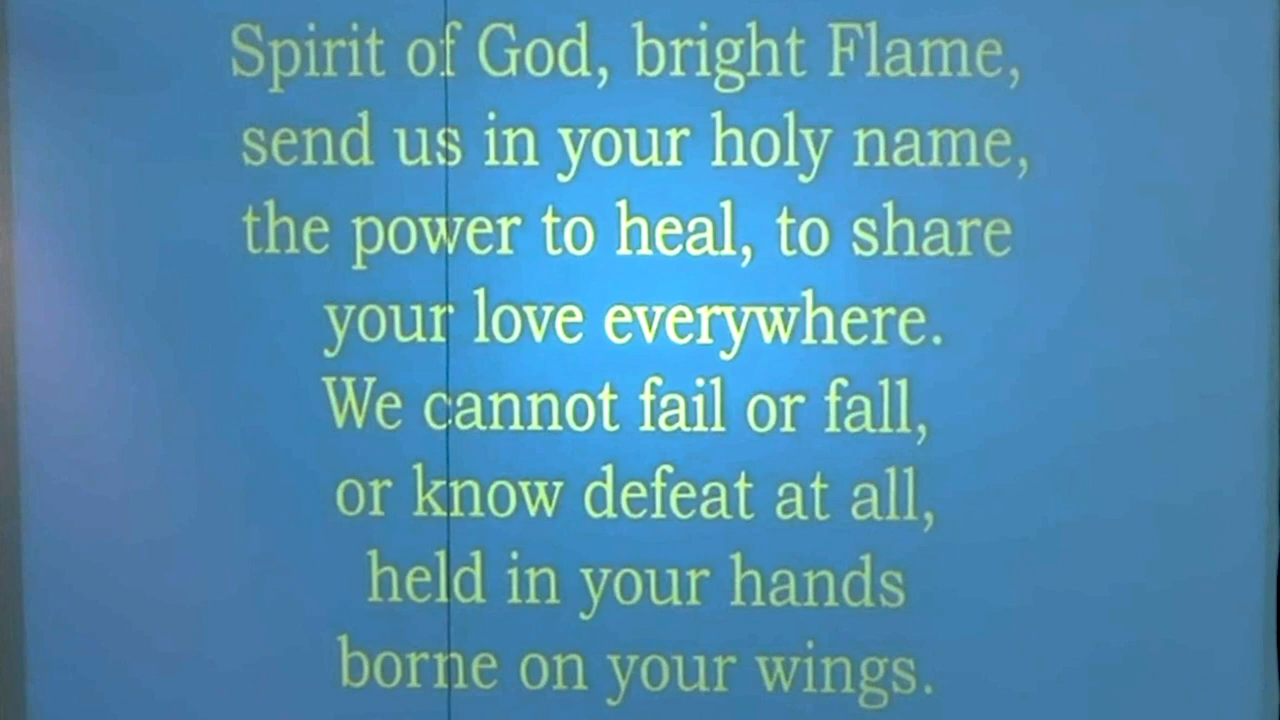 Spirit of God, bright Flame,
send us in your holy name,
the power to heal, to share
your love everywhere.
We cannot fail or fall,
or know defeat at all,
held in your hands
borne on your wings.